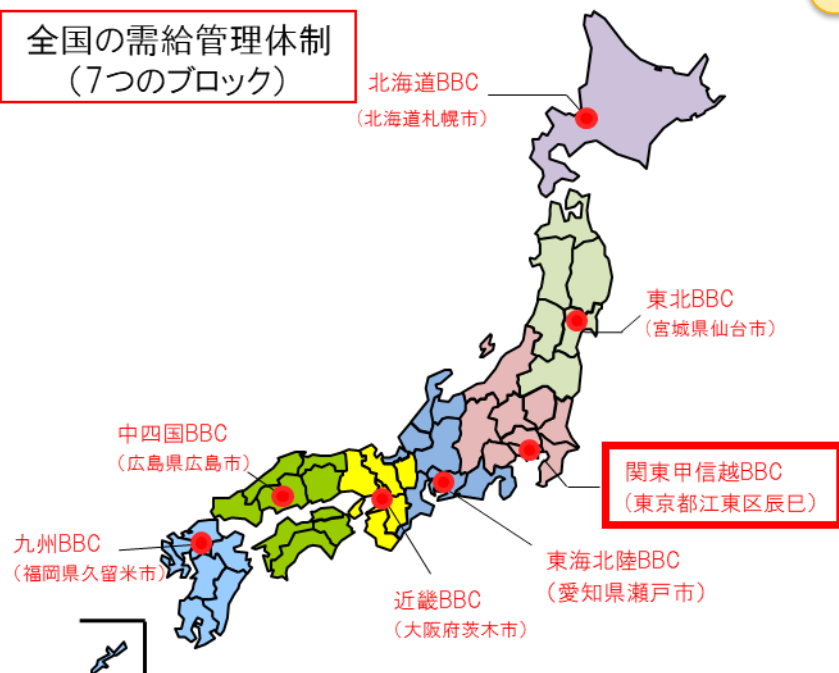 全国の需給管理体制
（7つのブロック）
北海道BBC
（北海道札幌市）
東北BBC
（宮城県仙台市）
中四国BBC
（広島県広島市）
関東甲信越BBC
（東京都江東区辰巳）
九州BBC
（福岡県久留米市）
東海北陸BBC
（愛知県瀬戸市）
近畿BBC
（大阪府茨木市）